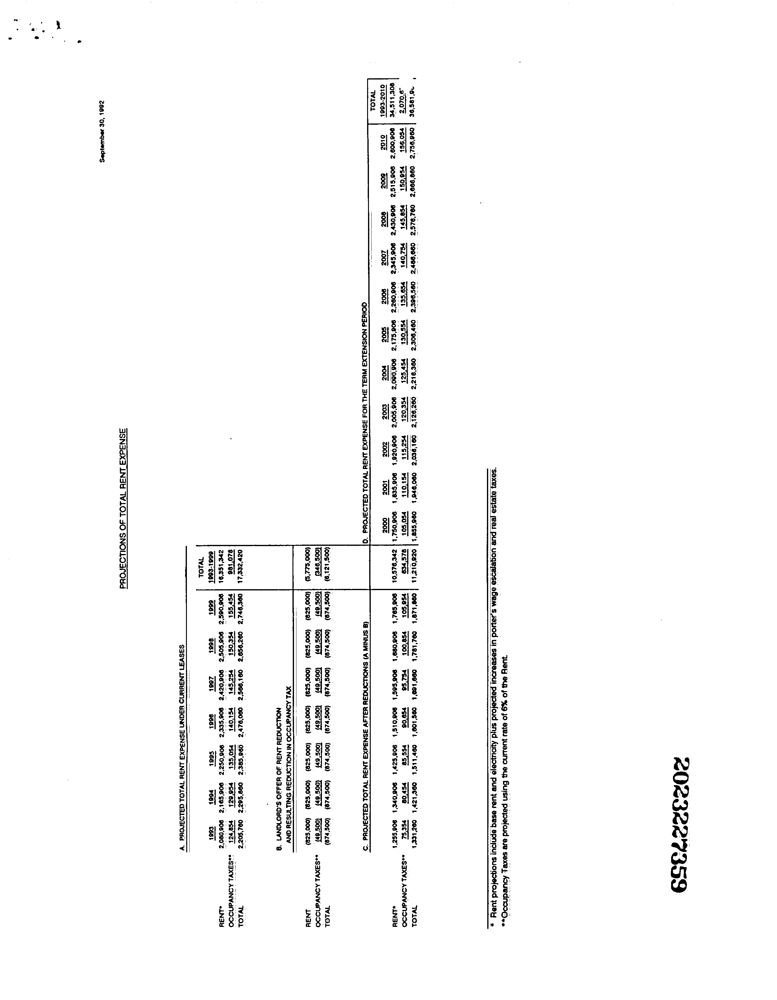 September 30, 1992
PROJECTIONS OF TOTAL RENT EXPENSE
A. PROJECTED TOTAL RENT EXPENSE UNDER CURRENT LEASES
TOTAL
1993 1994 1995 1996 1997 1998 1999 1993-1999
RENT* 2,080,906 2,165,906 2,250,906 2,335,906 2,420,906 2,505,906 2,590,906 16,351,342
OCCUPANCY TAXES** 124,854 129,954 135,054 140,154 145,254 150,354 155,454 981,078
TOTAL 2,205,760 2,295,860 2,385,960 2,476,060 2,566,160 2,656,260 2,746,360 17,332,420
B. LANDLORD'S OFFER OF RENT REDUCTION
AND RESULTING REDUCTION IN OCCUPANCY TAX
RENT (825,000) (825,000) (825,000) (825,000) (825,000) (825,000) (825,000) (5,775,000)
OCCUPANCY TAXES** (49,500) (49,500) (49,500) (49,500) (49,500) (49,500) (49,500) (346,500)
TOTAL (874,500) (874,500) (874,500) (874,500) (874,500) (874,500) (874,500) (6,121,500)
C. PROJECTED TOTAL RENT EXPENSE AFTER REDUCTIONS (A MINUS B) D. PROJECTED TOTAL RENT EXPENSE FOR THE TERM EXTENSION PERIOD
TOTAL
2000 2001 2002 2003 2004 2005 2006 2007 2008 2009 2010 1993-2010
RENT* 1,255,906 1,340,906 1,425,906 1,510,906 1,595,906 1,680,906 1,765,906 10,576,342 1,750,906 1,835,906 1,920,906 2,005,906 2,090,906 2,175,906 2,260,906 2,345,906 2,430,906 2,515,906 2,600,906 34,511,308
OCCUPANCY TAXES** 75,354 80,454 85,554 90,654 95,754 100,854 105,954 634,578 105,054 110,154 115,254 120,354 125,454 130,554 135,654 140,754 145,854 150,954 156,054 2,070,6
TOTAL 1,331,260 1,421,360 1,511,460 1,601,560 1,691,660 1,781,760 1,871,860 11,210,920 1,855,960 1,946,060 2,036,160 2,126,260 2,216,360 2,306,460 2,396,560 2,486,660 2,576,760 2,666,860 2,756,960 36,581,9
* Rent projections include base rent and electricity plus projected increases in porter's wage escalation and real estate taxes.
**Occupancy Taxes are projected using the current rate of 6% of the Rent.
2023227359